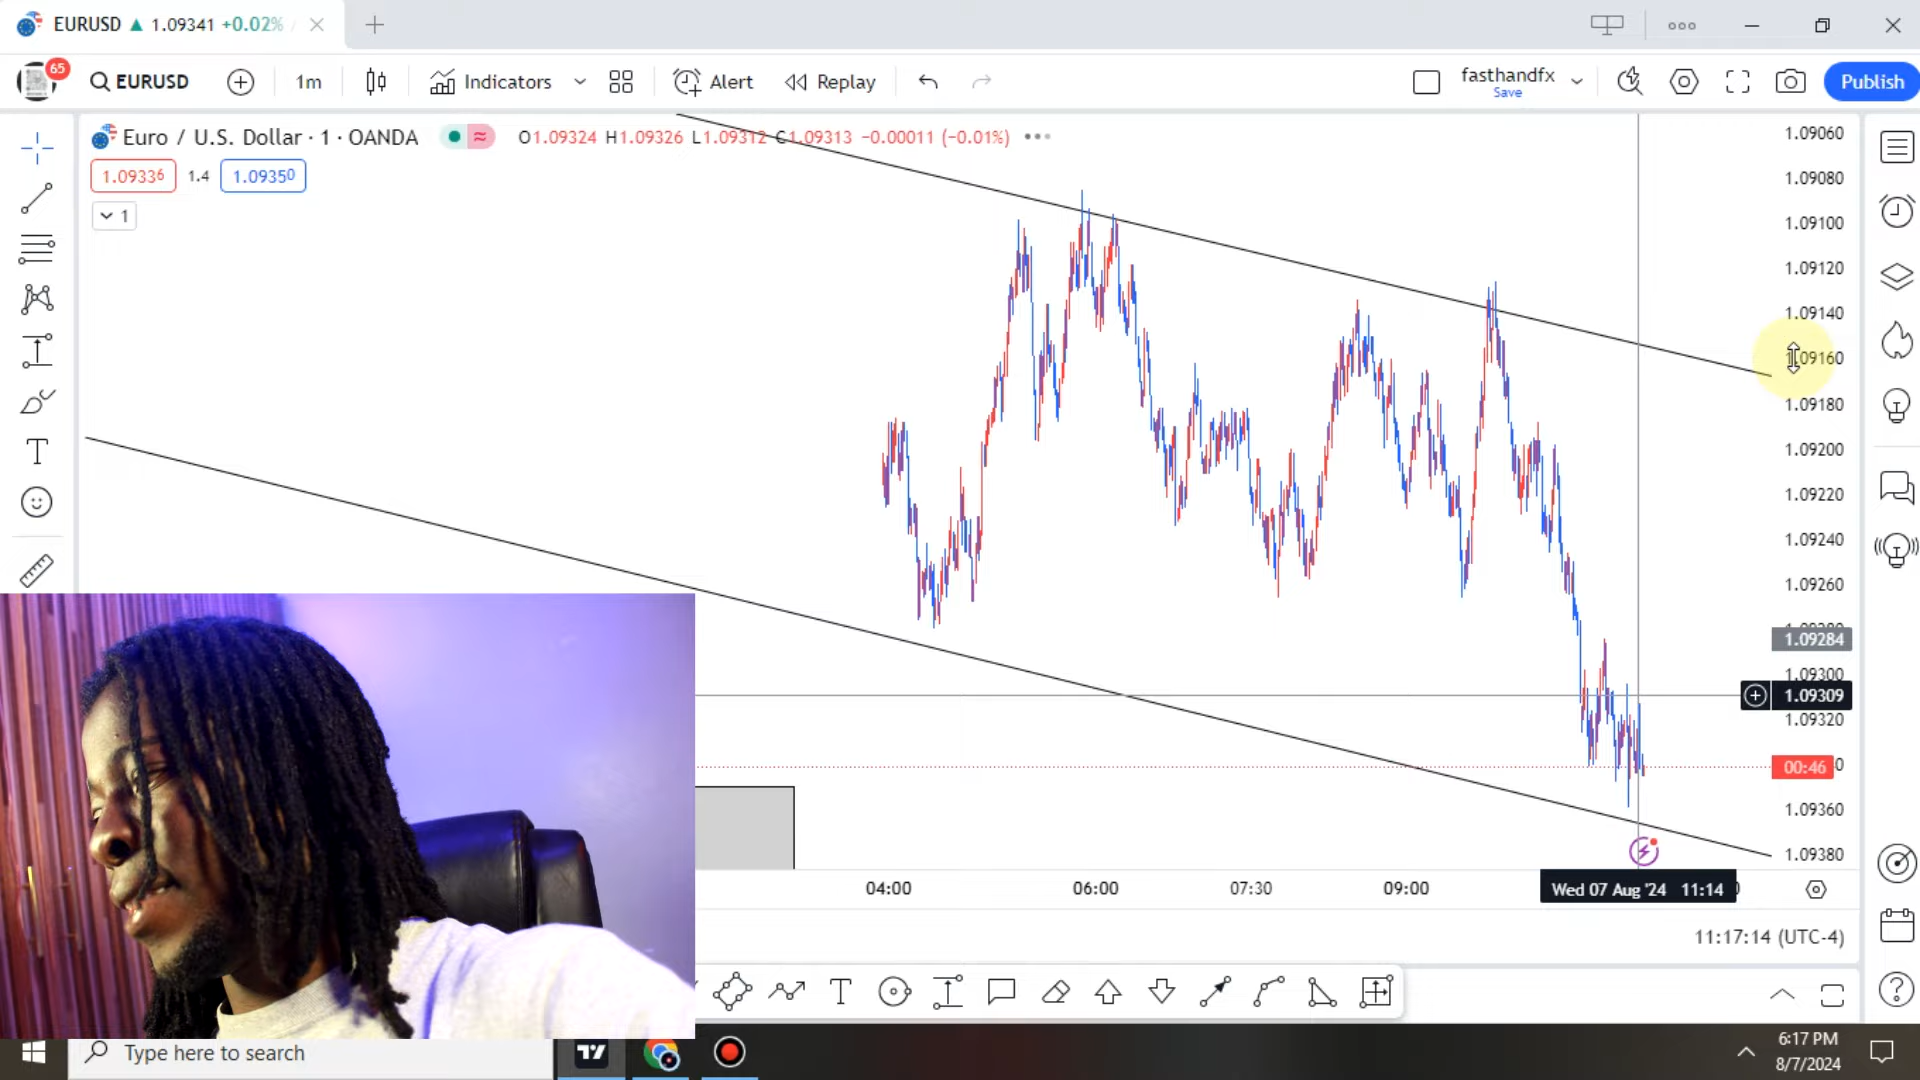 EURUSD ▲ 1.09341 +0.02% /
65
EURUSD
1m
Indicators
Alert
Replay
fasthandfx
Save
Publish
Euro / U.S. Dollar · 1 · OANDA
O1.09324 H1.09326 L1.09312 C1.09313 −0.00011 (−0.01%)
1.09336
1.4
1.09350
1
1.09060
1.09080
1.09100
1.09120
1.09140
1.09160
1.09180
1.09200
1.09220
1.09240
1.09260
1.09284
1.09300
1.09309
1.09320
00:46
1.09360
1.09380
04:00
06:00
07:30
09:00
Wed 07 Aug '24 11:14
11:17:14 (UTC-4)
Type here to search
6:17 PM
8/7/2024